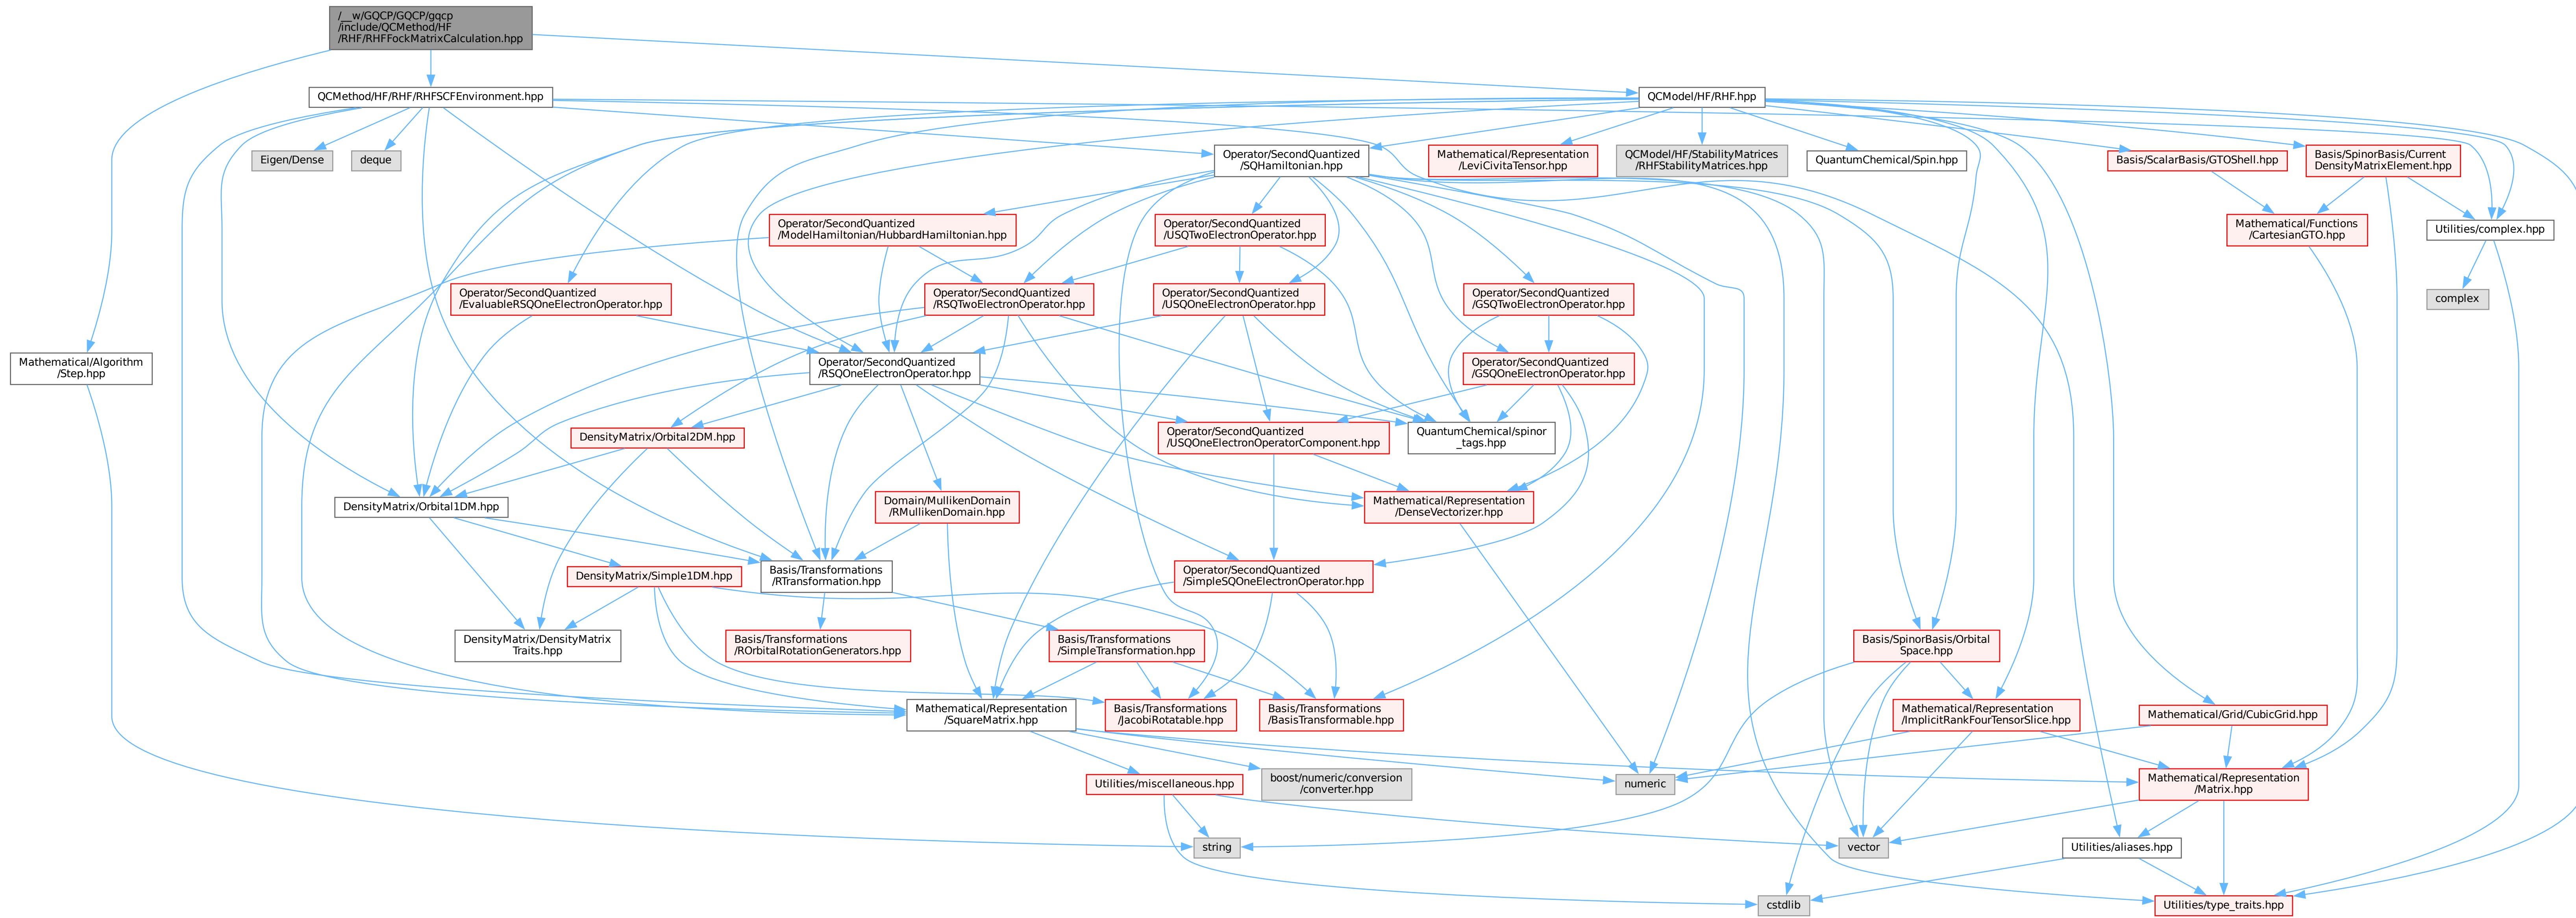 /__w/GQCP/GQCP/gqcp
/include/QCMethod/HF
/RHF/RHFFockMatrixCalculation.hpp
QCMethod/HF/RHF/RHFSCFEnvironment.hpp
QCModel/HF/RHF.hpp
Eigen/Dense
deque
Operator/SecondQuantized
/SQHamiltonian.hpp
Mathematical/Representation
/LeviCivitaTensor.hpp
QCModel/HF/StabilityMatrices
/RHFStabilityMatrices.hpp
QuantumChemical/Spin.hpp
Basis/ScalarBasis/GTOShell.hpp
Basis/SpinorBasis/Current
DensityMatrixElement.hpp
Operator/SecondQuantized
/ModelHamiltonian/HubbardHamiltonian.hpp
Operator/SecondQuantized
/USQTwoElectronOperator.hpp
Mathematical/Functions
/CartesianGTO.hpp
Utilities/complex.hpp
Operator/SecondQuantized
/EvaluableRSQOneElectronOperator.hpp
Operator/SecondQuantized
/RSQTwoElectronOperator.hpp
Operator/SecondQuantized
/USQOneElectronOperator.hpp
Operator/SecondQuantized
/GSQTwoElectronOperator.hpp
complex
Mathematical/Algorithm
/Step.hpp
Operator/SecondQuantized
/RSQOneElectronOperator.hpp
Operator/SecondQuantized
/GSQOneElectronOperator.hpp
DensityMatrix/Orbital2DM.hpp
Operator/SecondQuantized
/USQOneElectronOperatorComponent.hpp
QuantumChemical/spinor
_tags.hpp
DensityMatrix/Orbital1DM.hpp
Domain/MullikenDomain
/RMullikenDomain.hpp
Mathematical/Representation
/DenseVectorizer.hpp
DensityMatrix/Simple1DM.hpp
Basis/Transformations
/RTransformation.hpp
Operator/SecondQuantized
/SimpleSQOneElectronOperator.hpp
DensityMatrix/DensityMatrix
Traits.hpp
Basis/Transformations
/ROrbitalRotationGenerators.hpp
Basis/Transformations
/SimpleTransformation.hpp
Basis/SpinorBasis/Orbital
Space.hpp
Mathematical/Representation
/SquareMatrix.hpp
Basis/Transformations
/JacobiRotatable.hpp
Basis/Transformations
/BasisTransformable.hpp
Mathematical/Representation
/ImplicitRankFourTensorSlice.hpp
Mathematical/Grid/CubicGrid.hpp
Utilities/miscellaneous.hpp
boost/numeric/conversion
/converter.hpp
numeric
Mathematical/Representation
/Matrix.hpp
string
vector
Utilities/aliases.hpp
cstdlib
Utilities/type_traits.hpp